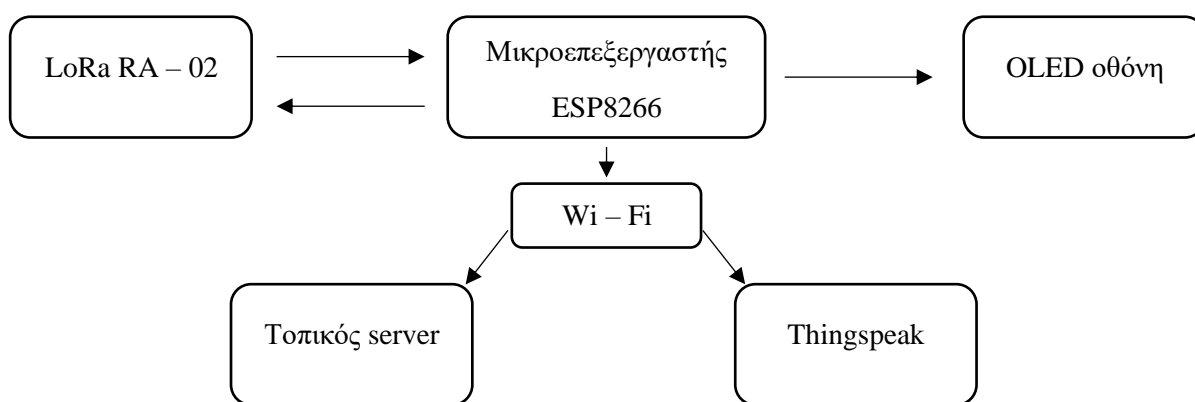 LoRa RA – 02
Μικροεπεξεργαστής
ESP8266
OLED οθόνη
Wi – Fi
Τοπικός server
Thingspeak